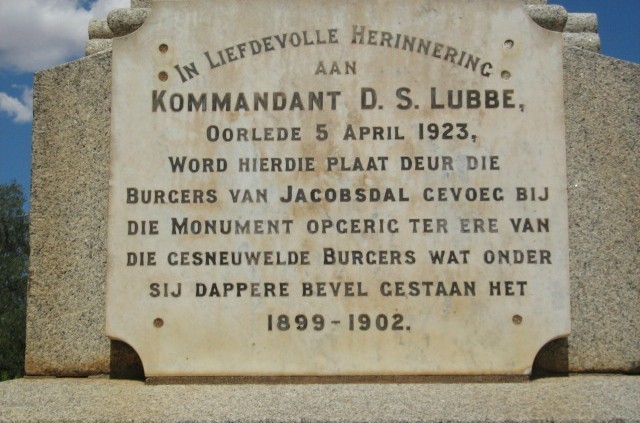 In Liefdevolle Herinnering
aan
Kommandant D. S. Lubbe,
Oorlede 5 April 1923,
word hierdie plaat deur die
Burgers van Jacobsdal gevoeg bij
die Monument opgerig ter ere van
die gesneuwelde Burgers wat onder
sij dappere bevel gestaan het
1899-1902.